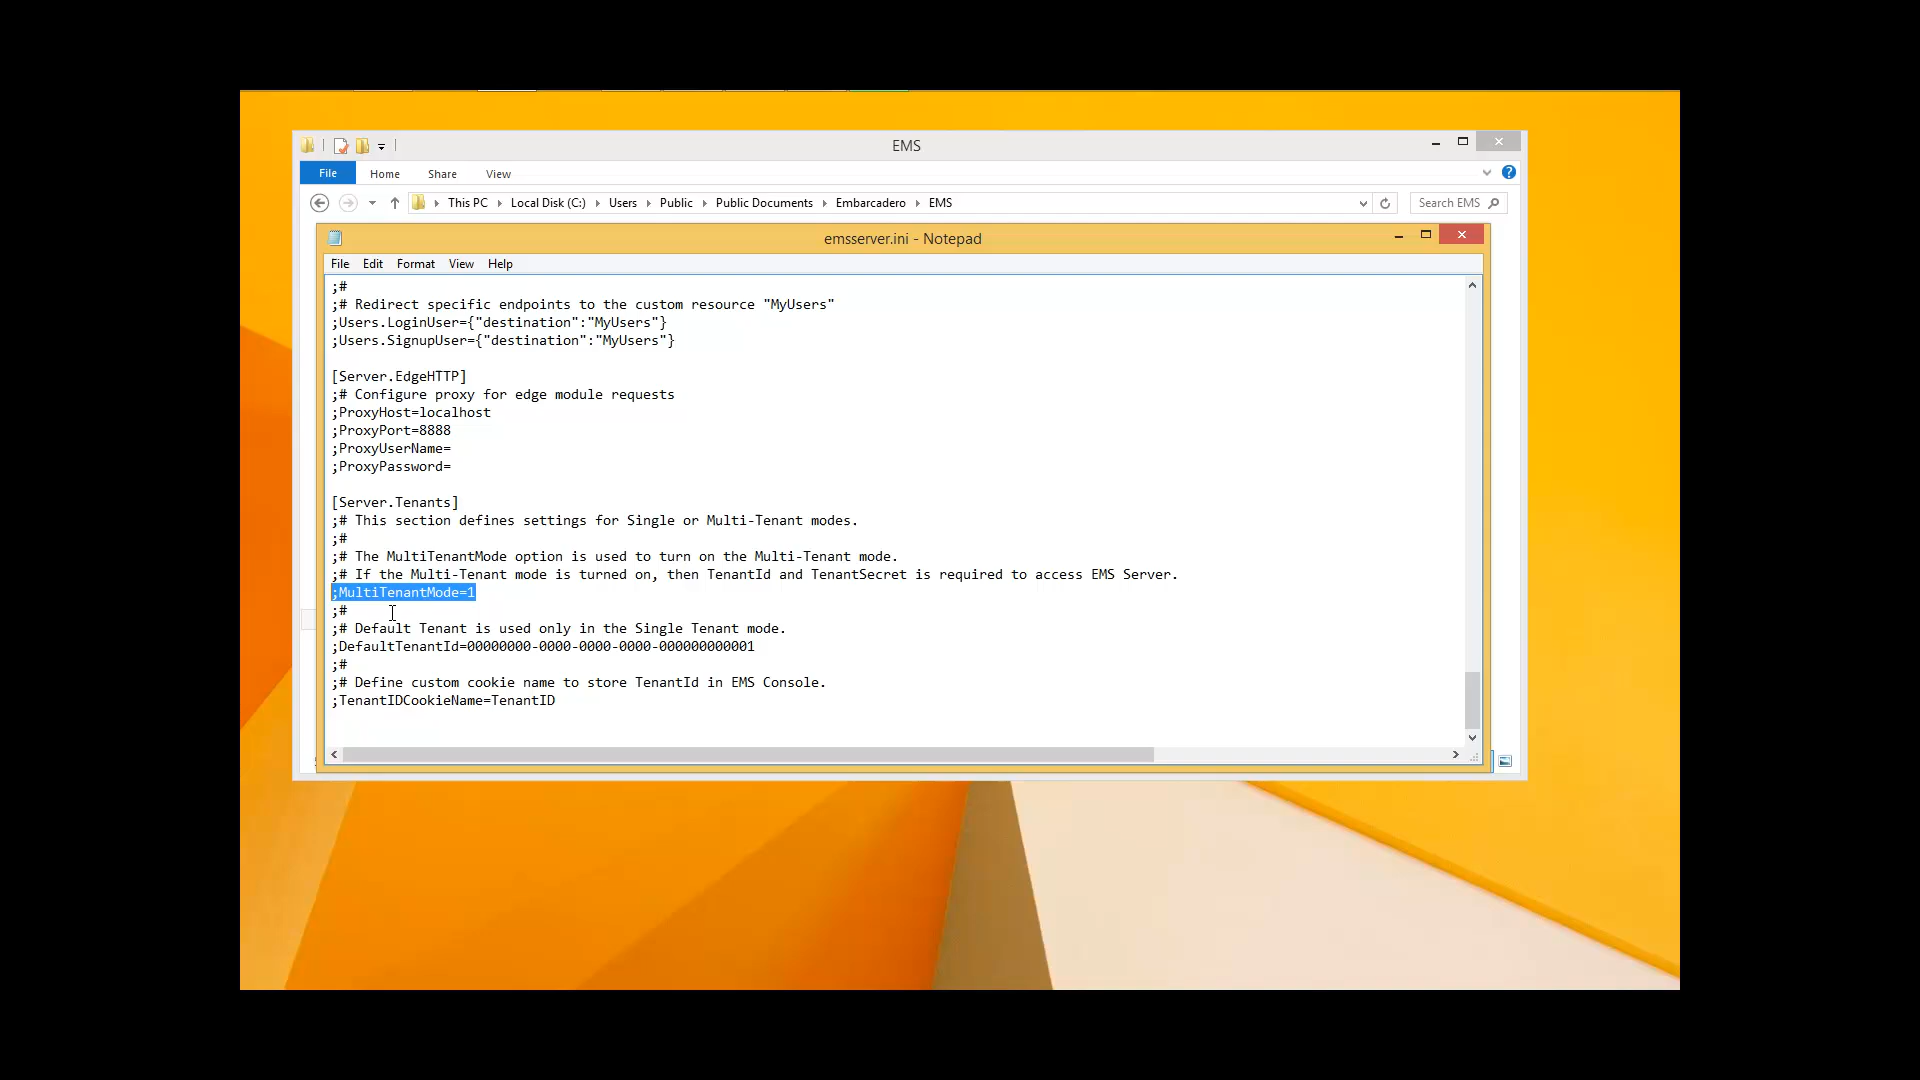 EMS
File Home Share View
This PC Local Disk (C:) Users Public Public Documents Embarcadero EMS Search EMS
emsserver.ini - Notepad
File Edit Format View Help
;#
;# Redirect specific endpoints to the custom resource "MyUsers"
;Users.LoginUser={"destination":"MyUsers"}
;Users.SignupUser={"destination":"MyUsers"}
[Server.EdgeHTTP]
;# Configure proxy for edge module requests
;ProxyHost=localhost
;ProxyPort=8888
;ProxyUserName=
;ProxyPassword=
[Server.Tenants]
;# This section defines settings for Single or Multi-Tenant modes.
;#
;# The MultiTenantMode option is used to turn on the Multi-Tenant mode.
;# If the Multi-Tenant mode is turned on, then TenantId and TenantSecret is required to access EMS Server.
;MultiTenantMode=1
;#
;# Default Tenant is used only in the Single Tenant mode.
;DefaultTenantId=00000000-0000-0000-0000-000000000001
;#
;# Define custom cookie name to store TenantId in EMS Console.
;TenantIDCookieName=TenantID